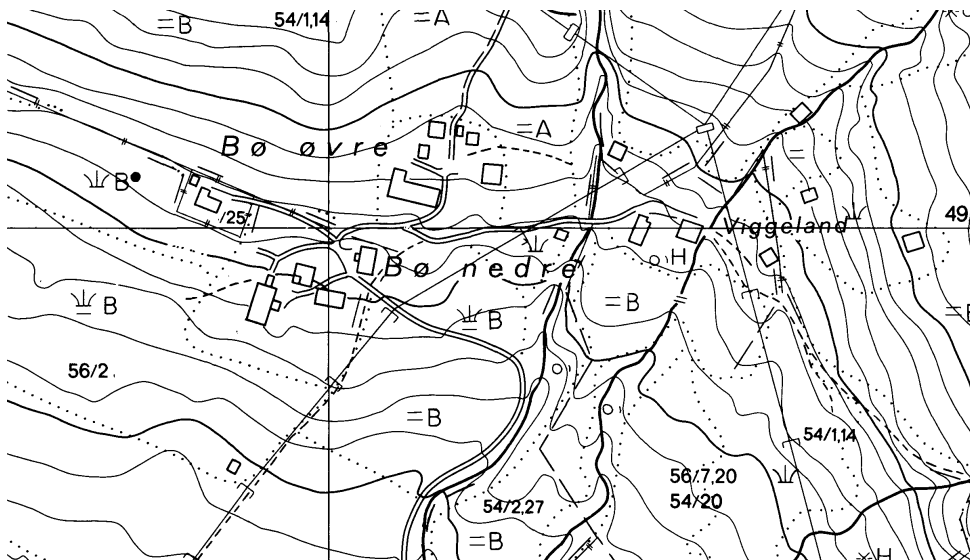 54/1,14
B
A
Bø øvre
A
B
/25
Viggeland
49
Bø nedre
H
B
B
B
56/2
B
54/1,14
56/7,20
54/20
54/2,27
B
H